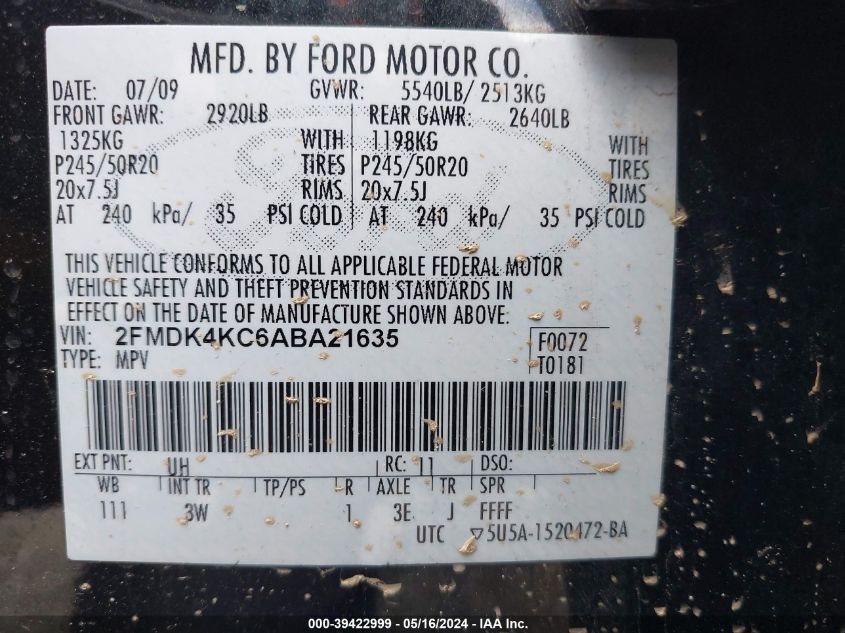 MFD. BY FORD MOTOR CO.
DATE: 07/09 GVWR: 5540LB/ 2513KG
FRONT GAWR: 2920LB REAR GAWR: 2640LB
1325KG WITH 1198KG WITH
P245/50R20 TIRES P245/50R20 TIRES
20x7.5J RIMS 20x7.5J RIMS
AT 240 kPa/ 35 PSI COLD AT 240 kPa/ 35 PSI COLD
THIS VEHICLE CONFORMS TO ALL APPLICABLE FEDERAL MOTOR
VEHICLE SAFETY AND THEFT PREVENTION STANDARDS IN
EFFECT ON THE DATE OF MANUFACTURE SHOWN ABOVE.
VIN: 2FMDK4KC6ABA21635 F0072
TYPE: MPV T0181
EXT PNT: UH RC: 11 DSO:
WB INT TR TP/PS R AXLE TR SPR
111 3W 1 3E J FFFF
UTC ▽5U5A-1520472-BA
000-39422999 - 05/16/2024 - IAA Inc.